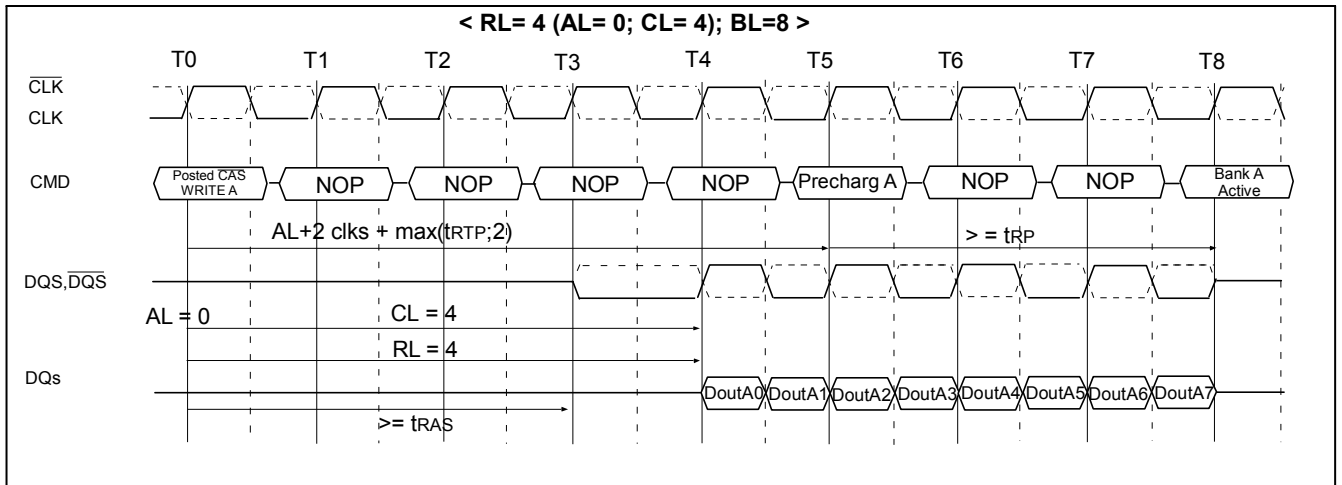 < RL= 4 (AL= 0; CL= 4); BL=8 >
T0 T1 T2 T3 T4 T5 T6 T7 T8
CLK
CLK
CMD
Posted CAS
WRITE A
NOP NOP NOP NOP Precharg A NOP NOP
Bank A
Active
AL+2 clks + max(tRTP;2)
> = tRP
DQS,DQS
AL = 0
CL = 4
RL = 4
DQs
DoutA0 DoutA1 DoutA2 DoutA3 DoutA4 DoutA5 DoutA6 DoutA7
>= tRAS